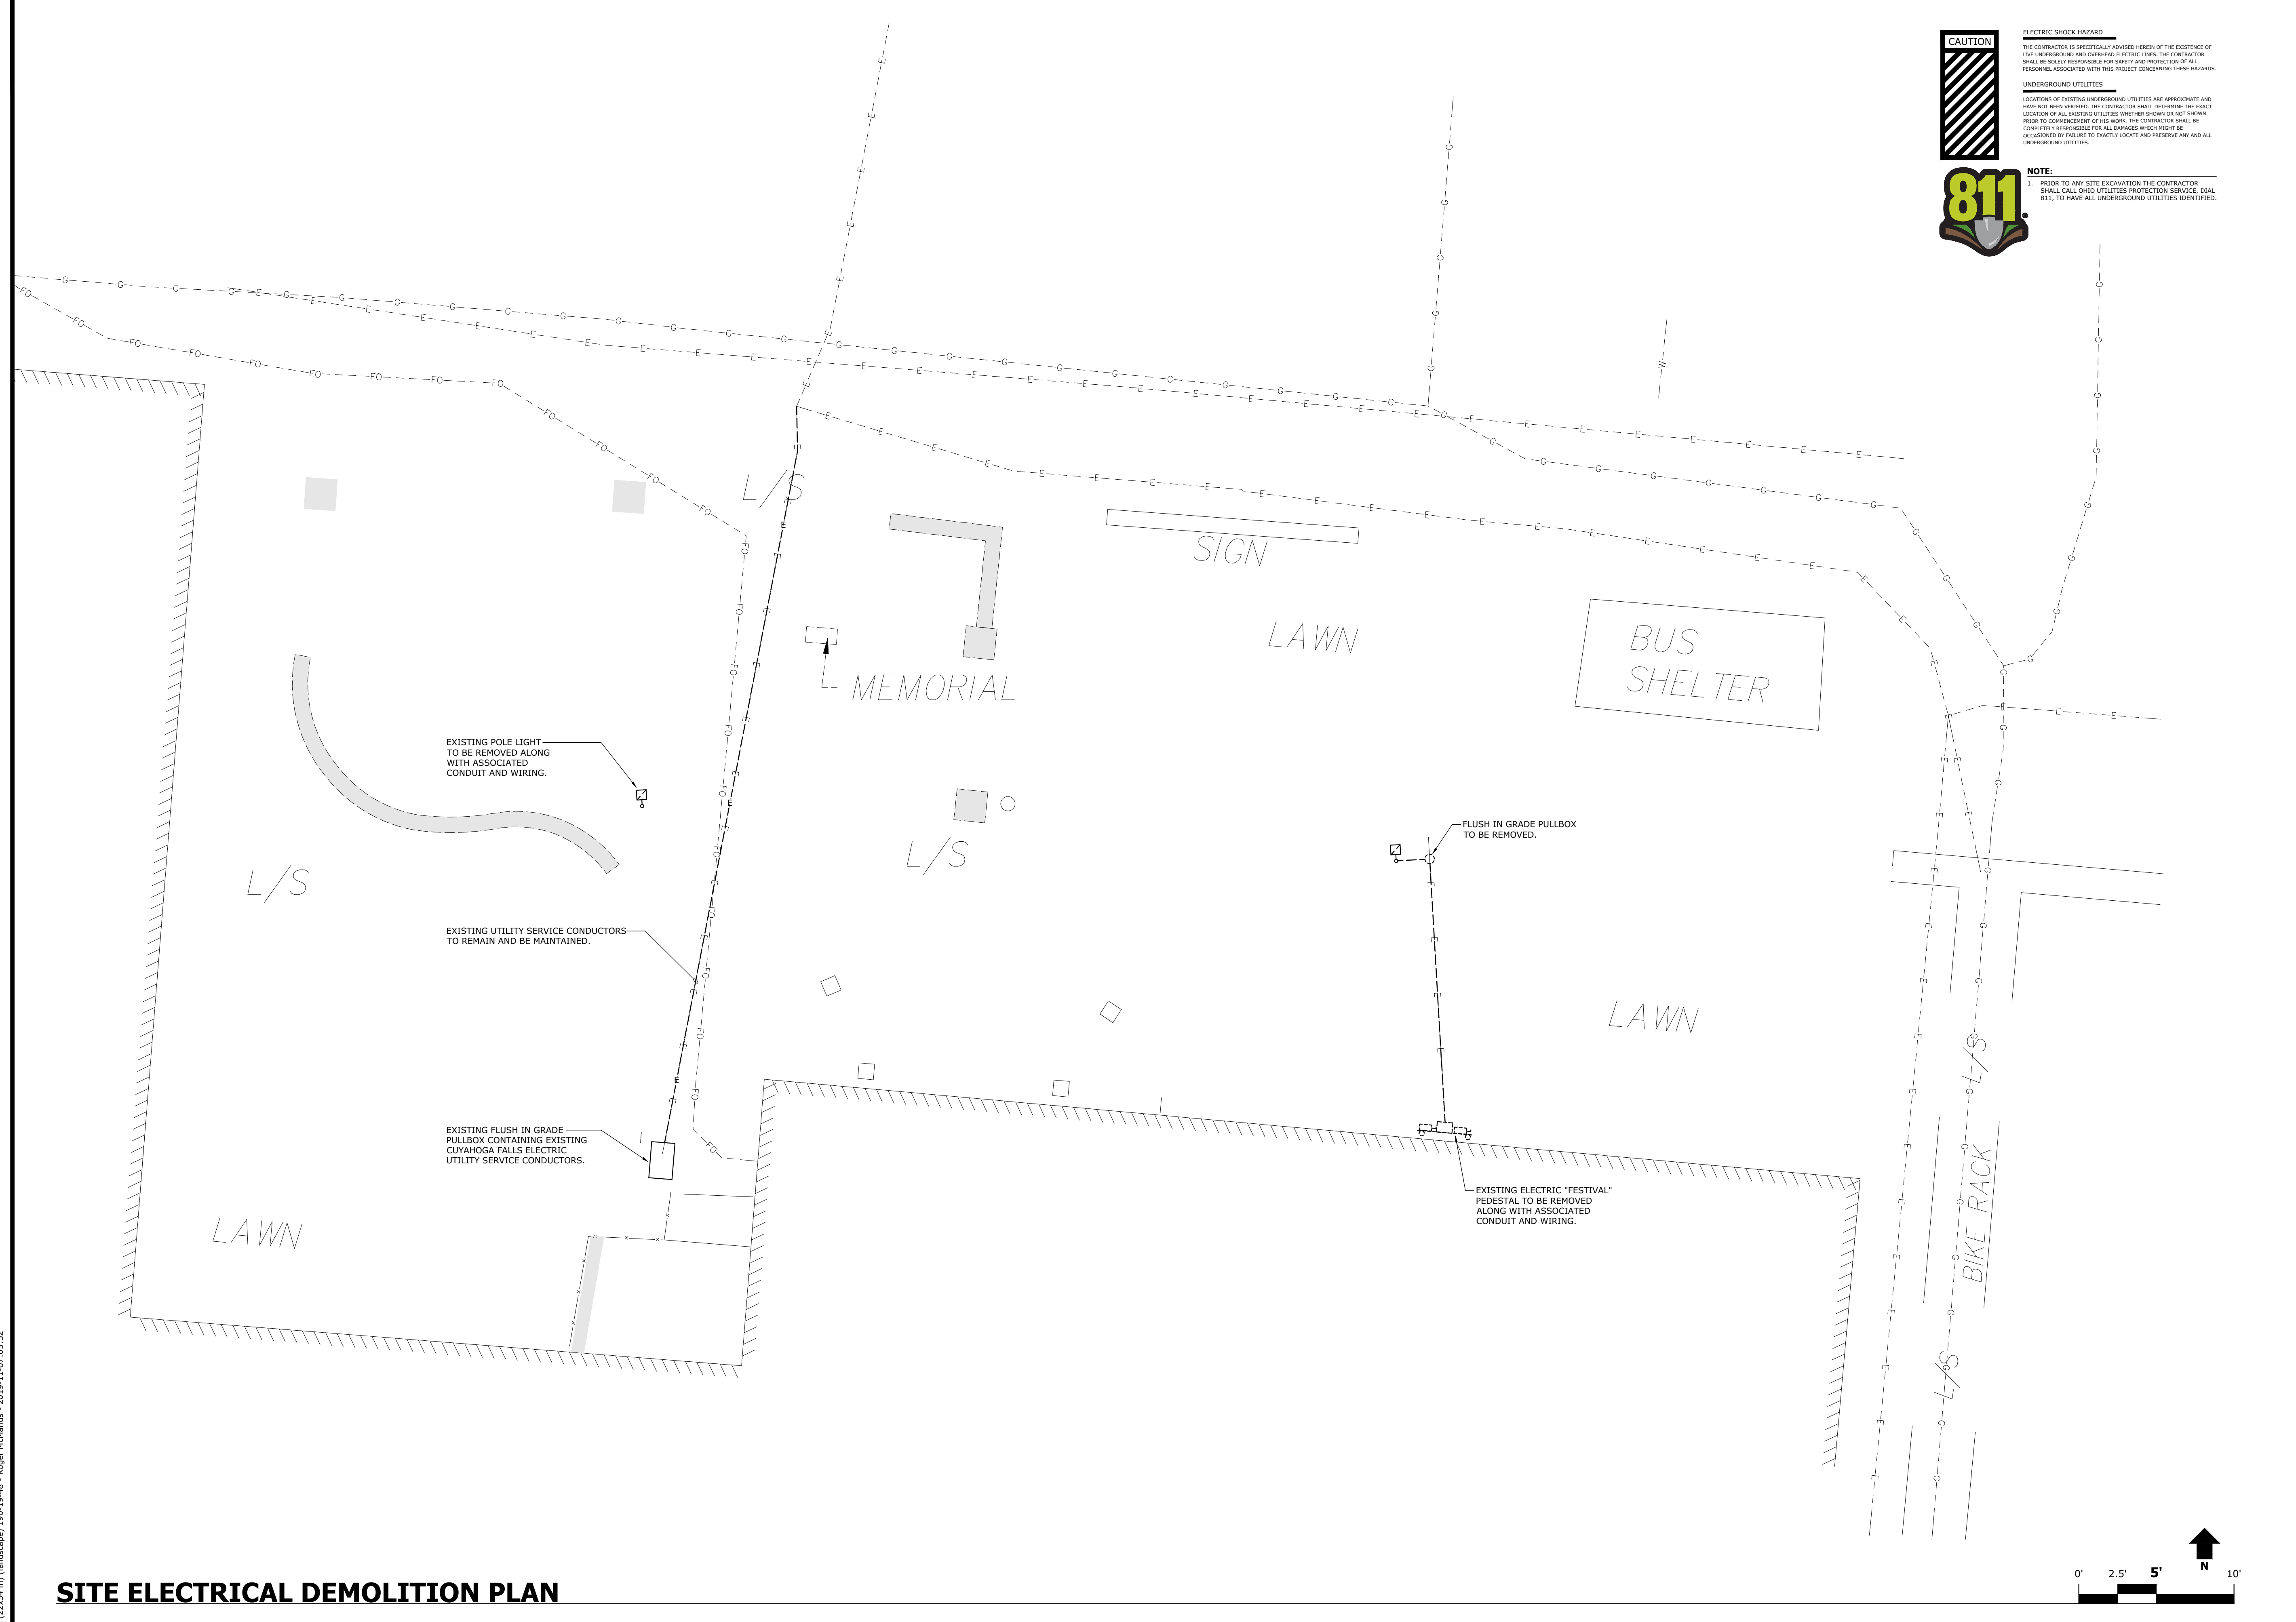 CAUTION
ELECTRIC SHOCK HAZARD
THE CONTRACTOR IS SPECIFICALLY ADVISED HEREIN OF THE EXISTENCE OF
LIVE UNDERGROUND AND OVERHEAD ELECTRIC LINES. THE CONTRACTOR
SHALL BE SOLELY RESPONSIBLE FOR SAFETY AND PROTECTION OF ALL
PERSONNEL ASSOCIATED WITH THIS PROJECT CONCERNING THESE HAZARDS.
UNDERGROUND UTILITIES
LOCATIONS OF EXISTING UNDERGROUND UTILITIES ARE APPROXIMATE AND
HAVE NOT BEEN VERIFIED. THE CONTRACTOR SHALL DETERMINE THE EXACT
LOCATION OF ALL EXISTING UTILITIES WHETHER SHOWN OR NOT SHOWN
PRIOR TO COMMENCEMENT OF HIS WORK. THE CONTRACTOR SHALL BE
COMPLETELY RESPONSIBLE FOR ALL DAMAGES WHICH MIGHT BE
OCCASIONED BY FAILURE TO EXACTLY LOCATE AND PRESERVE ANY AND ALL
UNDERGROUND UTILITIES.
811
NOTE:
1. PRIOR TO ANY SITE EXCAVATION THE CONTRACTOR
SHALL CALL OHIO UTILITIES PROTECTION SERVICE, DIAL
811, TO HAVE ALL UNDERGROUND UTILITIES IDENTIFIED.
W
L/S
SIGN
LAWN
BUS
SHELTER
MEMORIAL
EXISTING POLE LIGHT
TO BE REMOVED ALONG
WITH ASSOCIATED
CONDUIT AND WIRING.
FLUSH IN GRADE PULLBOX
TO BE REMOVED.
L/S
L/S
EXISTING UTILITY SERVICE CONDUCTORS
TO REMAIN AND BE MAINTAINED.
LAWN
L/S
EXISTING FLUSH IN GRADE
PULLBOX CONTAINING EXISTING
CUYAHOGA FALLS ELECTRIC
UTILITY SERVICE CONDUCTORS.
EXISTING ELECTRIC "FESTIVAL"
PEDESTAL TO BE REMOVED
ALONG WITH ASSOCIATED
CONDUIT AND WIRING.
BIKE RACK
LAWN
L/S
SITE ELECTRICAL DEMOLITION PLAN
N
0' 2.5' 5' 10'